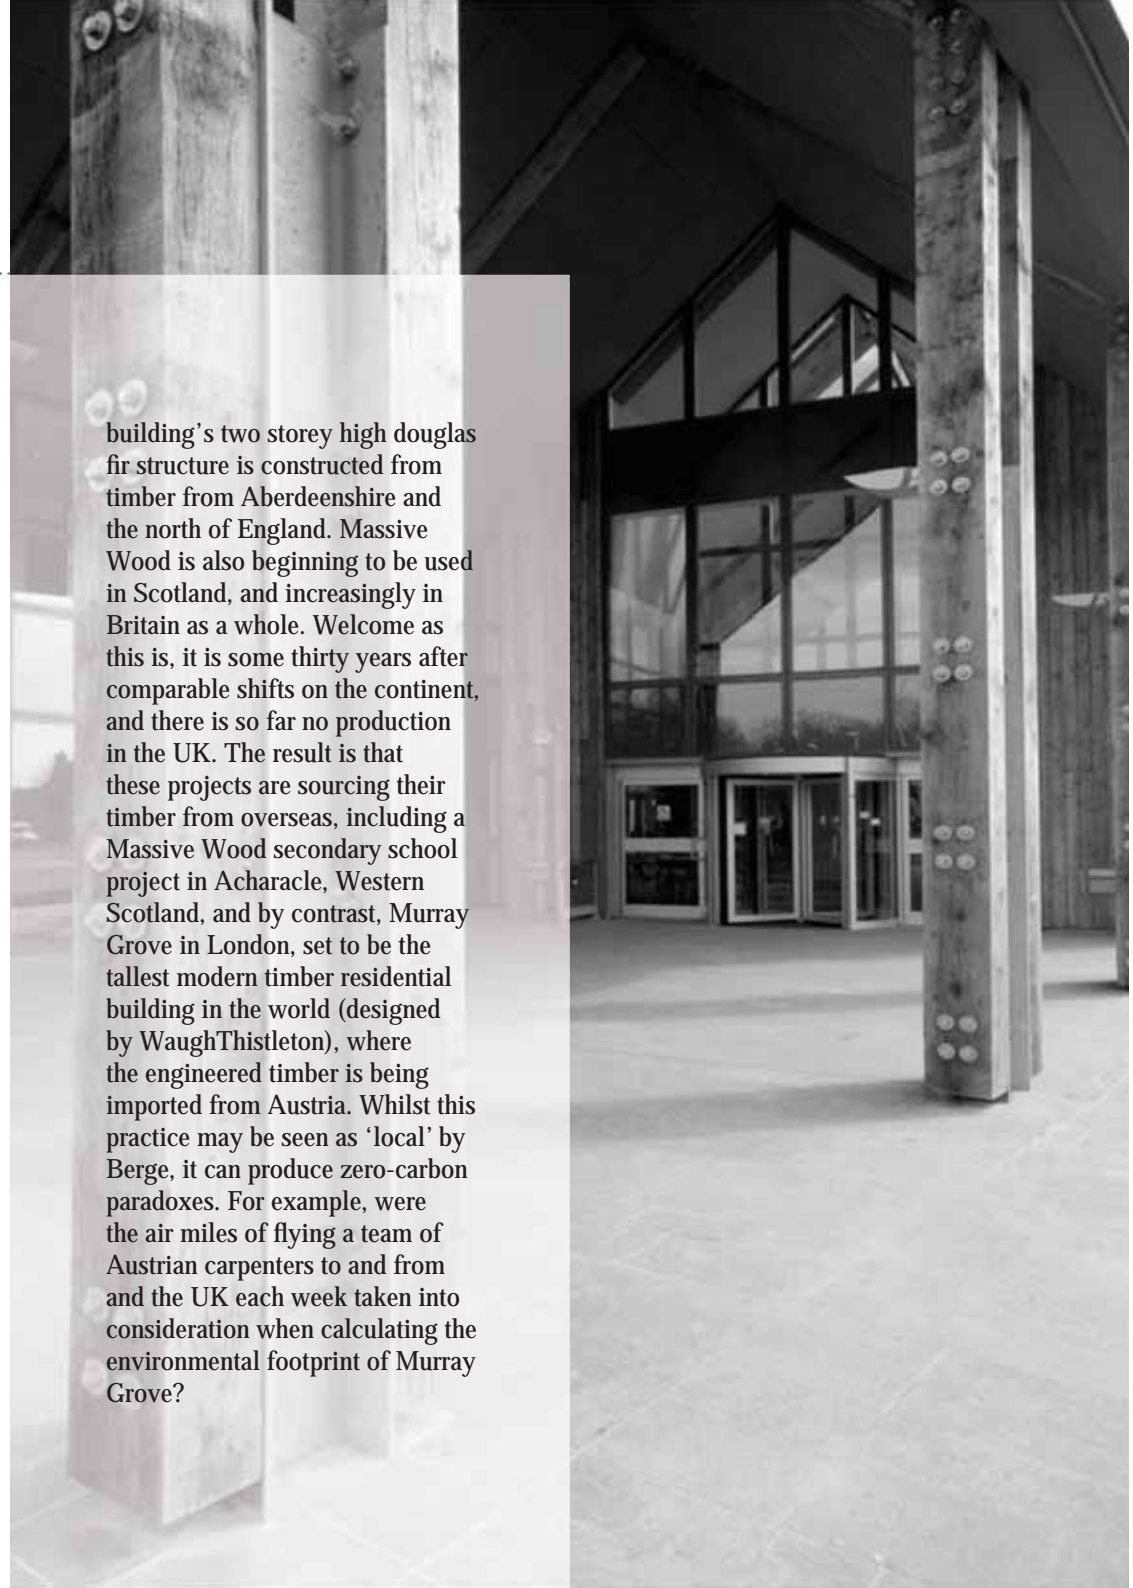 building’s two storey high douglas
fir structure is constructed from
timber from Aberdeenshire and
the north of England. Massive
Wood is also beginning to be used
in Scotland, and increasingly in
Britain as a whole. Welcome as
this is, it is some thirty years after
comparable shifts on the continent,
and there is so far no production
in the UK. The result is that
these projects are sourcing their
timber from overseas, including a
Massive Wood secondary school
project in Acharacle, Western
Scotland, and by contrast, Murray
Grove in London, set to be the
tallest modern timber residential
building in the world (designed
by WaughThistleton), where
the engineered timber is being
imported from Austria. Whilst this
practice may be seen as ‘local’ by
Berge, it can produce zero-carbon
paradoxes. For example, were
the air miles of flying a team of
Austrian carpenters to and from
and the UK each week taken into
consideration when calculating the
environmental footprint of Murray
Grove?